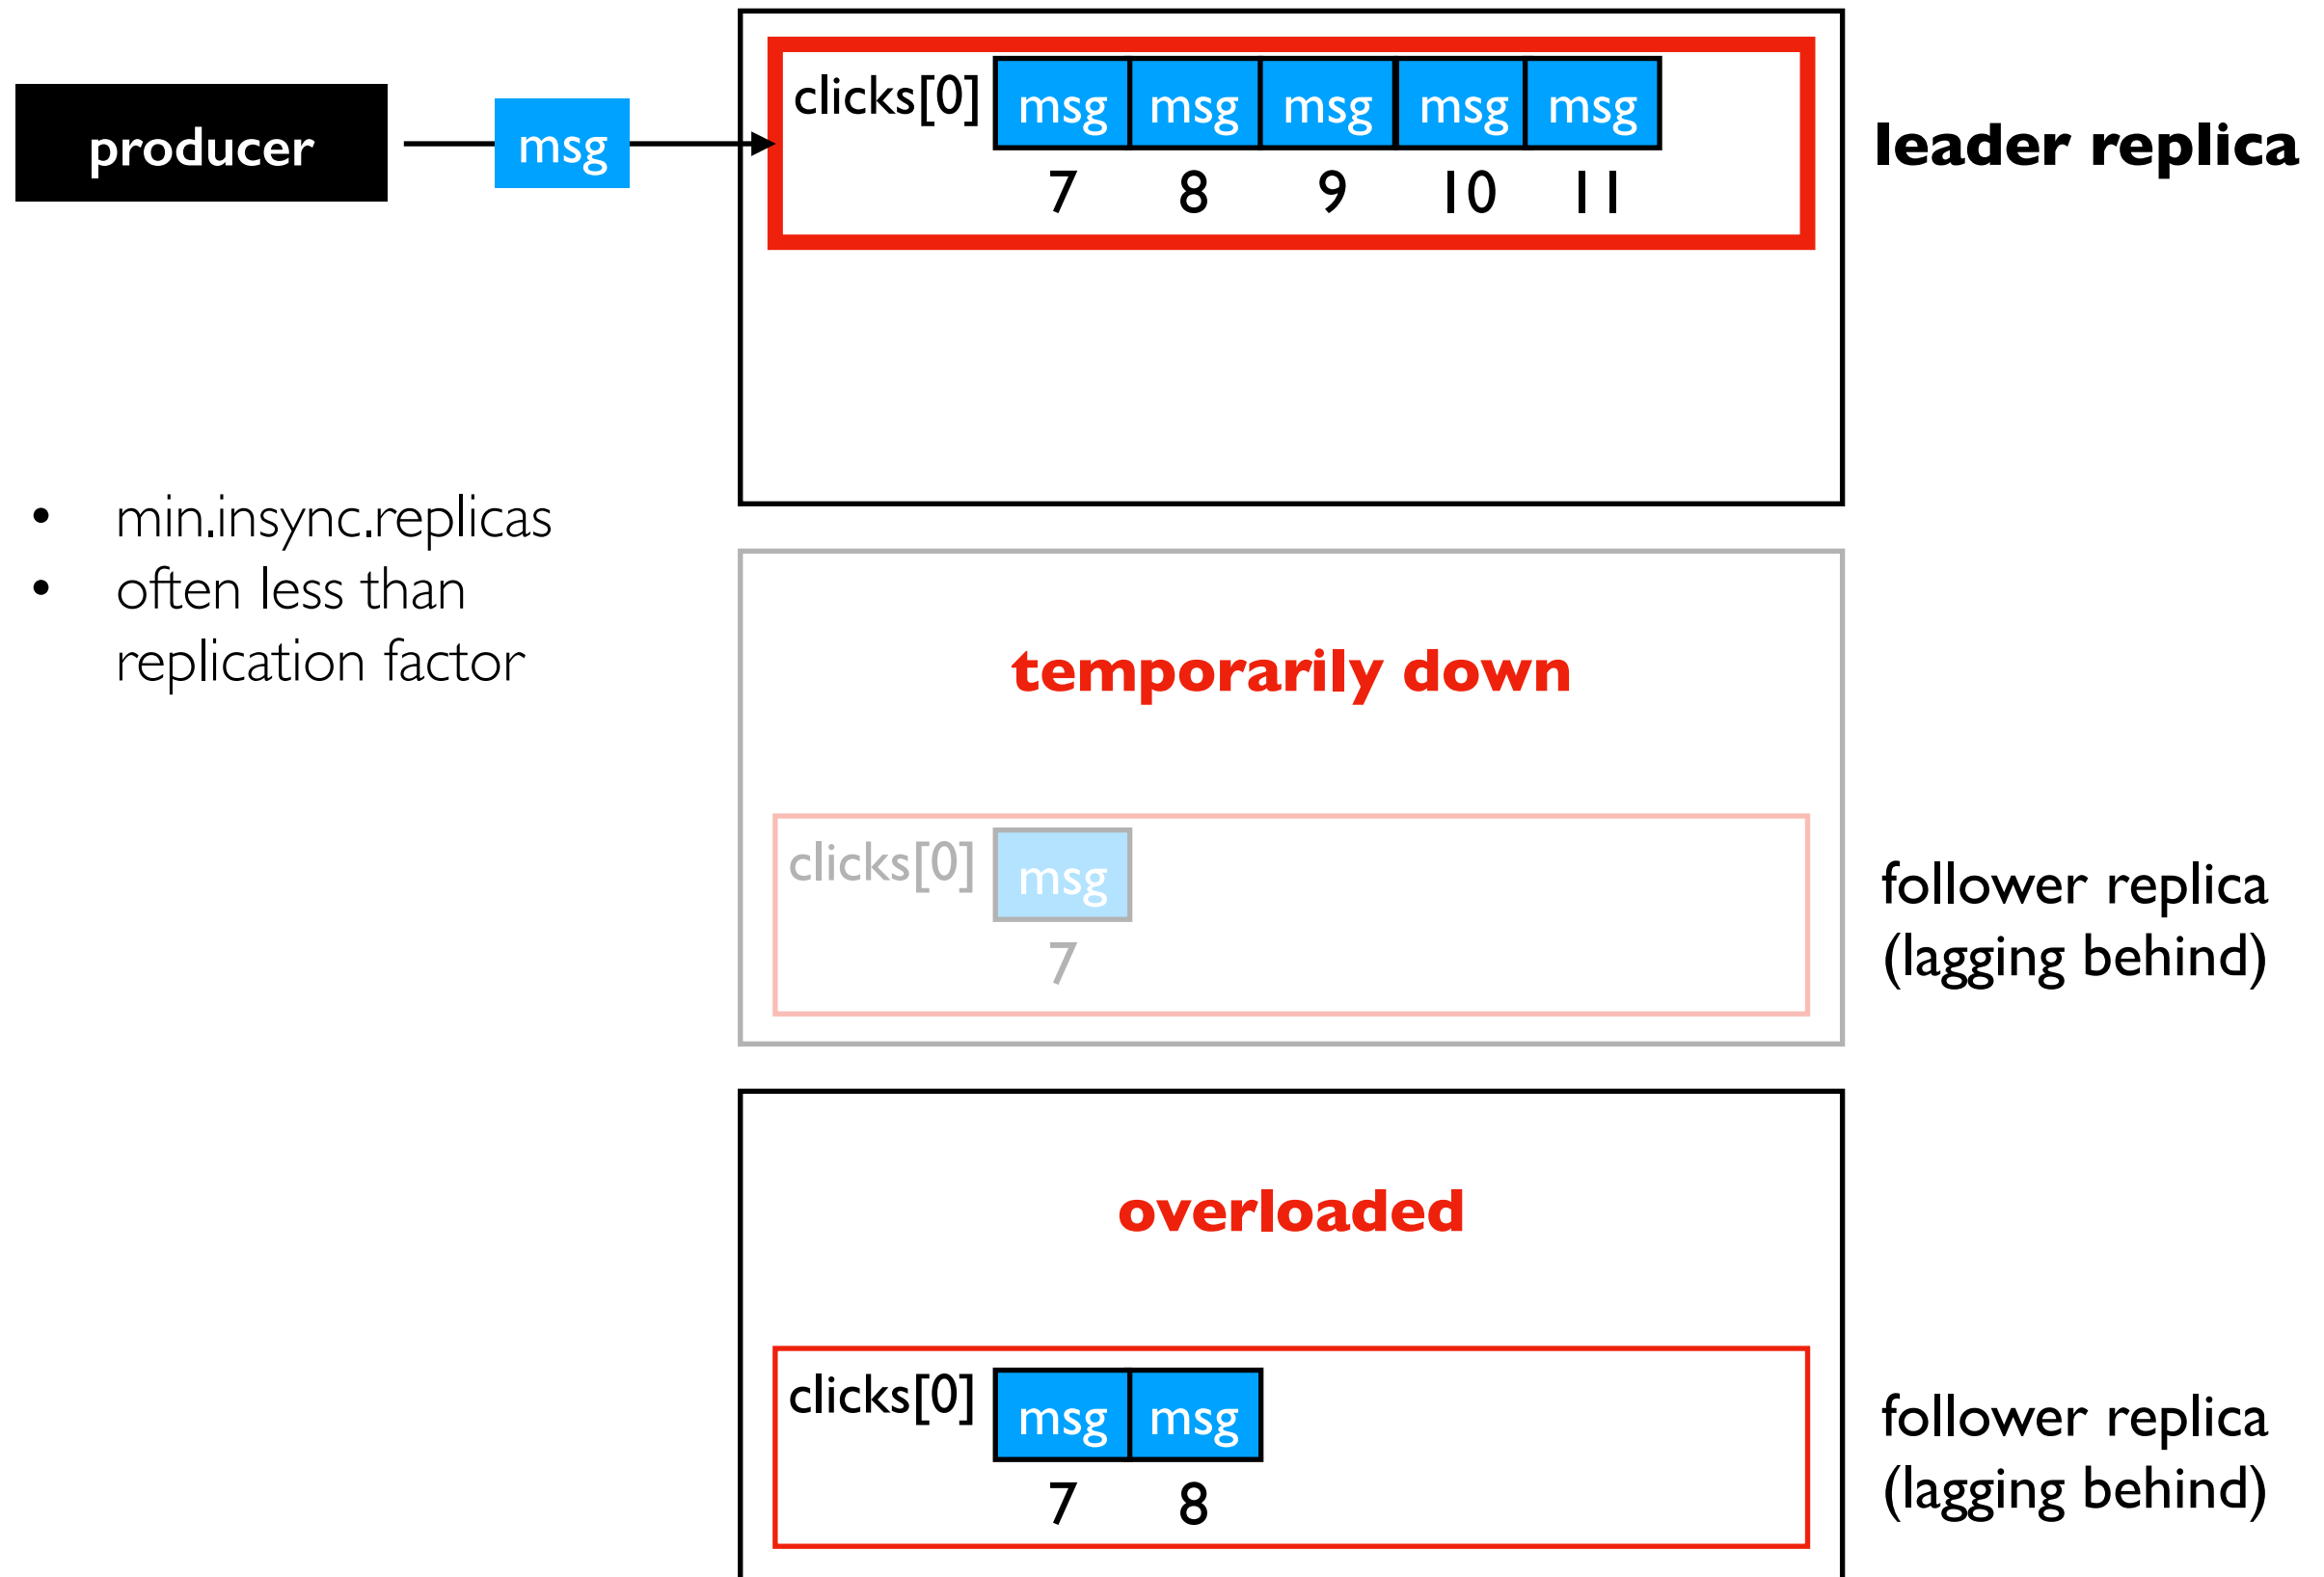 producer
msg
clicks[0]
msg msg msg msg msg
7 8 9 10 11
leader replica
• min.insync.replicas
• often less than
replication factor
temporarily down
clicks[0]
msg
7
follower replica
(lagging behind)
overloaded
clicks[0]
msg msg
7 8
follower replica
(lagging behind)